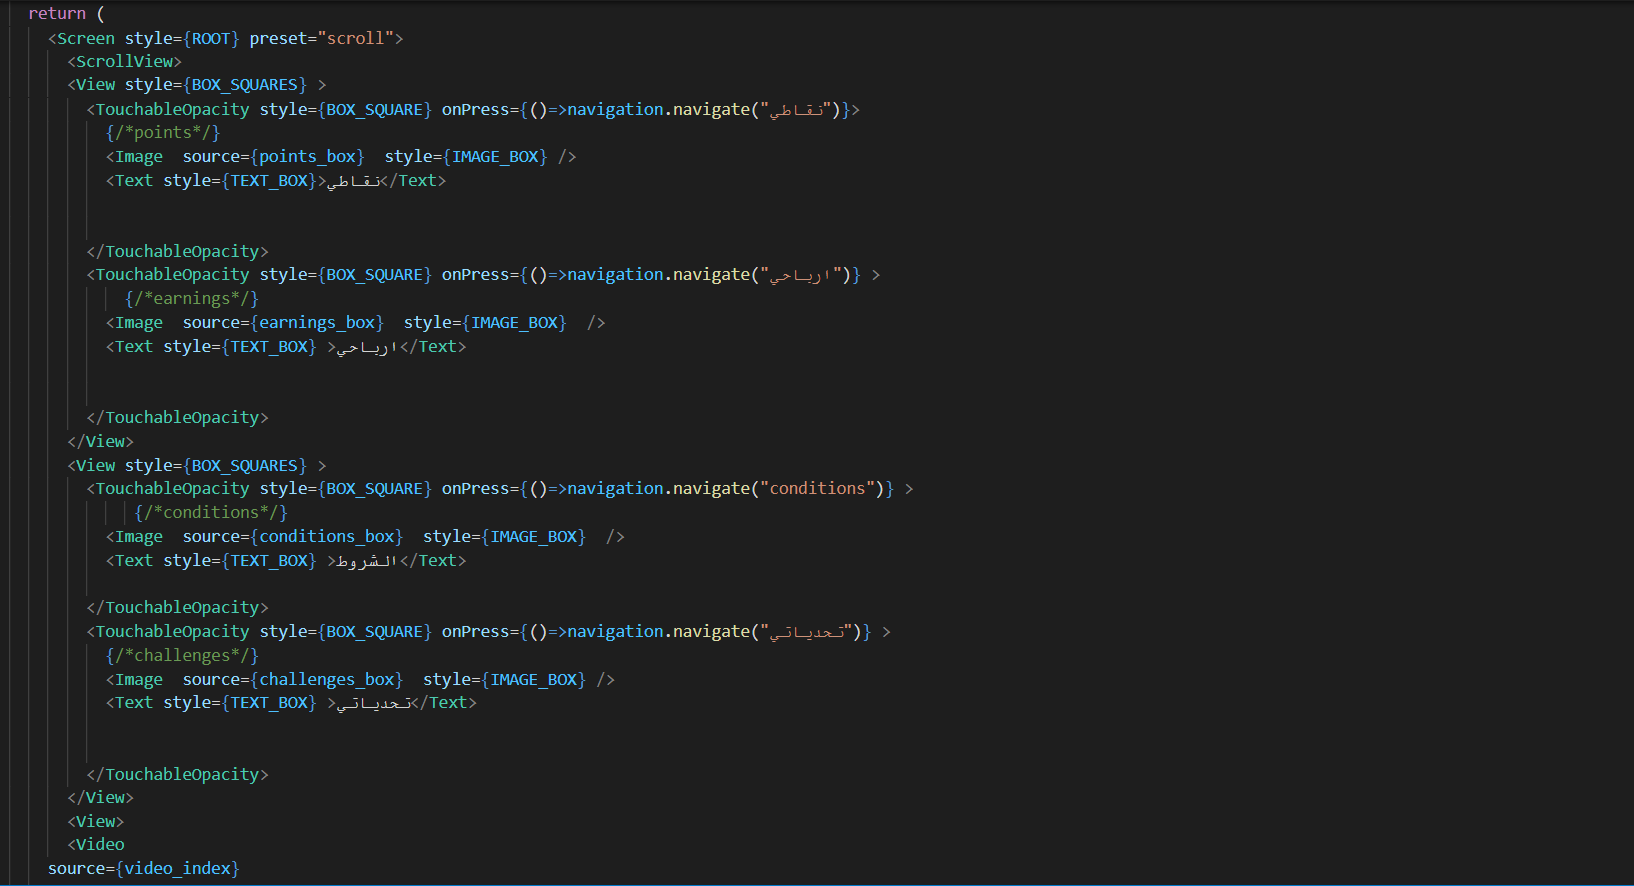 return (
<Screen style={ROOT} preset="scroll">
<ScrollView>
<View style={BOX_SQUARES} >
<TouchableOpacity style={BOX_SQUARE} onPress={()=>navigation.navigate("نقاطي")}>
{/*points*/}
<Image  source={points_box}  style={IMAGE_BOX} />
<Text style={TEXT_BOX}>نقاطي</Text>
</TouchableOpacity>
<TouchableOpacity style={BOX_SQUARE} onPress={()=>navigation.navigate("ارباحي")} >
{/*earnings*/}
<Image  source={earnings_box}  style={IMAGE_BOX}  />
<Text style={TEXT_BOX} >ارباحي</Text>
</TouchableOpacity>
</View>
<View style={BOX_SQUARES} >
<TouchableOpacity style={BOX_SQUARE} onPress={()=>navigation.navigate("conditions")} >
{/*conditions*/}
<Image  source={conditions_box}  style={IMAGE_BOX}  />
<Text style={TEXT_BOX} >الشروط</Text>
</TouchableOpacity>
<TouchableOpacity style={BOX_SQUARE} onPress={()=>navigation.navigate("تحدياتي")} >
{/*challenges*/}
<Image  source={challenges_box}  style={IMAGE_BOX} />
<Text style={TEXT_BOX} >تحدياتي</Text>
</TouchableOpacity>
</View>
<View>
<Video
source={video_index}